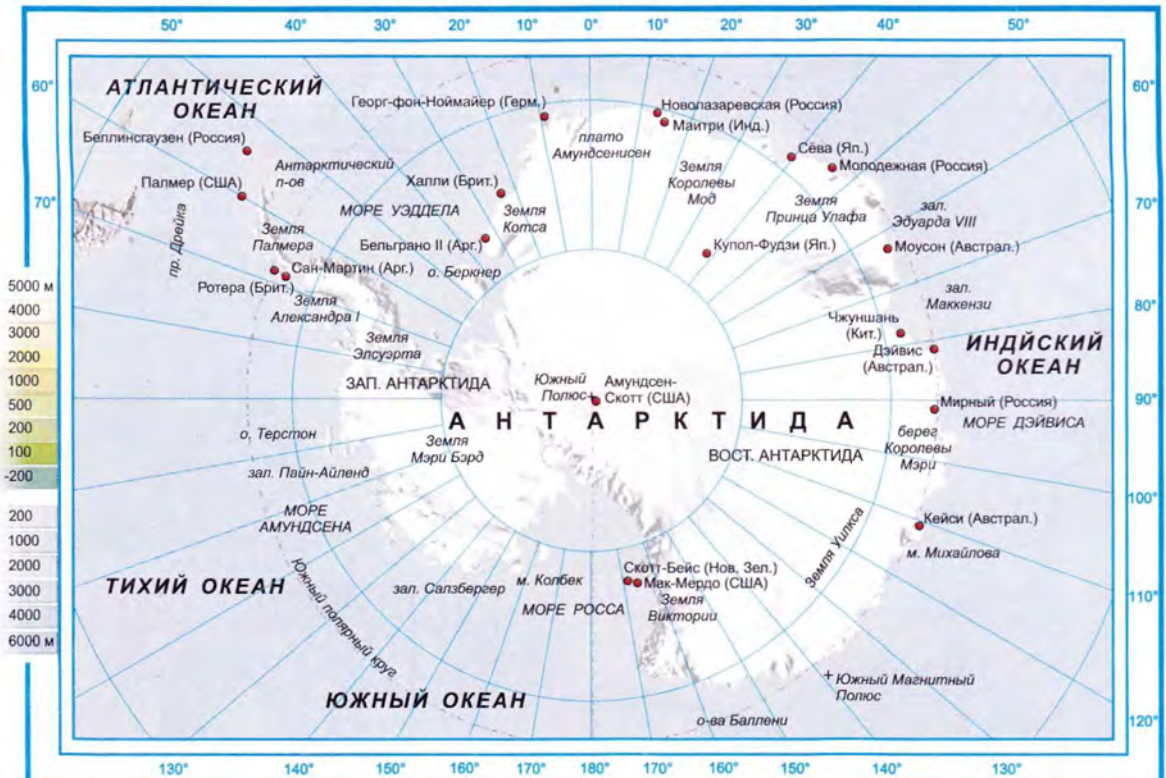 50° 40° 30° 20° 10° 0° 10° 20° 30° 40° 50°
60°
60°
АТЛАНТИЧЕСКИЙ
ОКЕАН
Георг-фон-Ноймайер (Герм.)
Новолазаревская (Россия)
Маитри (Инд.)
Беллинсгаузен (Россия)
плато
Амундсенисен
Сёва (Яп.)
Молодежная (Россия)
Антарктический
п-ов
Палмер (США)
Халли (Брит.)
Земля
Королевы
Мод
70°
70°
МОРЕ УЭДДЕЛА
Земля
Котса
Земля
Принца Улафа
зал.
Эдуарда VIII
пр. Дрейка
Земля
Палмера
Бельграно II (Арг.)
Купол-Фудзи (Яп.)
Моусон (Австрал.)
Сан-Мартин (Арг.)
о. Беркнер
Ротера (Брит.)
зал.
Маккензи
5000 м
4000
3000
2000
1000
500
200
100
-200
200
1000
2000
3000
4000
6000 м
Земля
Александра I
80°
80°
Чжуншань
(Кит.)
Земля
Элсуэрта
Дэйвис
(Австрал.)
ИНДЙСКИЙ
ОКЕАН
ЗАП. АНТАРКТИДА
Южный
Полюс
Амундсен-
Скотт (США)
90°
90°
Мирный (Россия)
АНТАРКТИДА
МОРЕ ДЭЙВИСА
о. Терстон
Земля
Мэри Бэрд
ВОСТ. АНТАРКТИДА
берег
Королевы
Мэри
зал. Пайн-Айленд
100°
100°
МОРЕ
АМУНДСЕНА
Кейси (Австрал.)
м. Михайлова
Земля Уилкса
ТИХИЙ ОКЕАН
Южный полярный круг
зал. Салзбергер
м. Колбек
Скотт-Бейс (Нов. Зел.)
Мак-Мердо (США)
110°
110°
МОРЕ РОССА
Земля
Виктории
Южный Магнитный
Полюс
ЮЖНЫЙ ОКЕАН
о-ва Баллени
120°
120°
130° 140° 150° 160° 170° 180° 170° 160° 150° 140° 130°